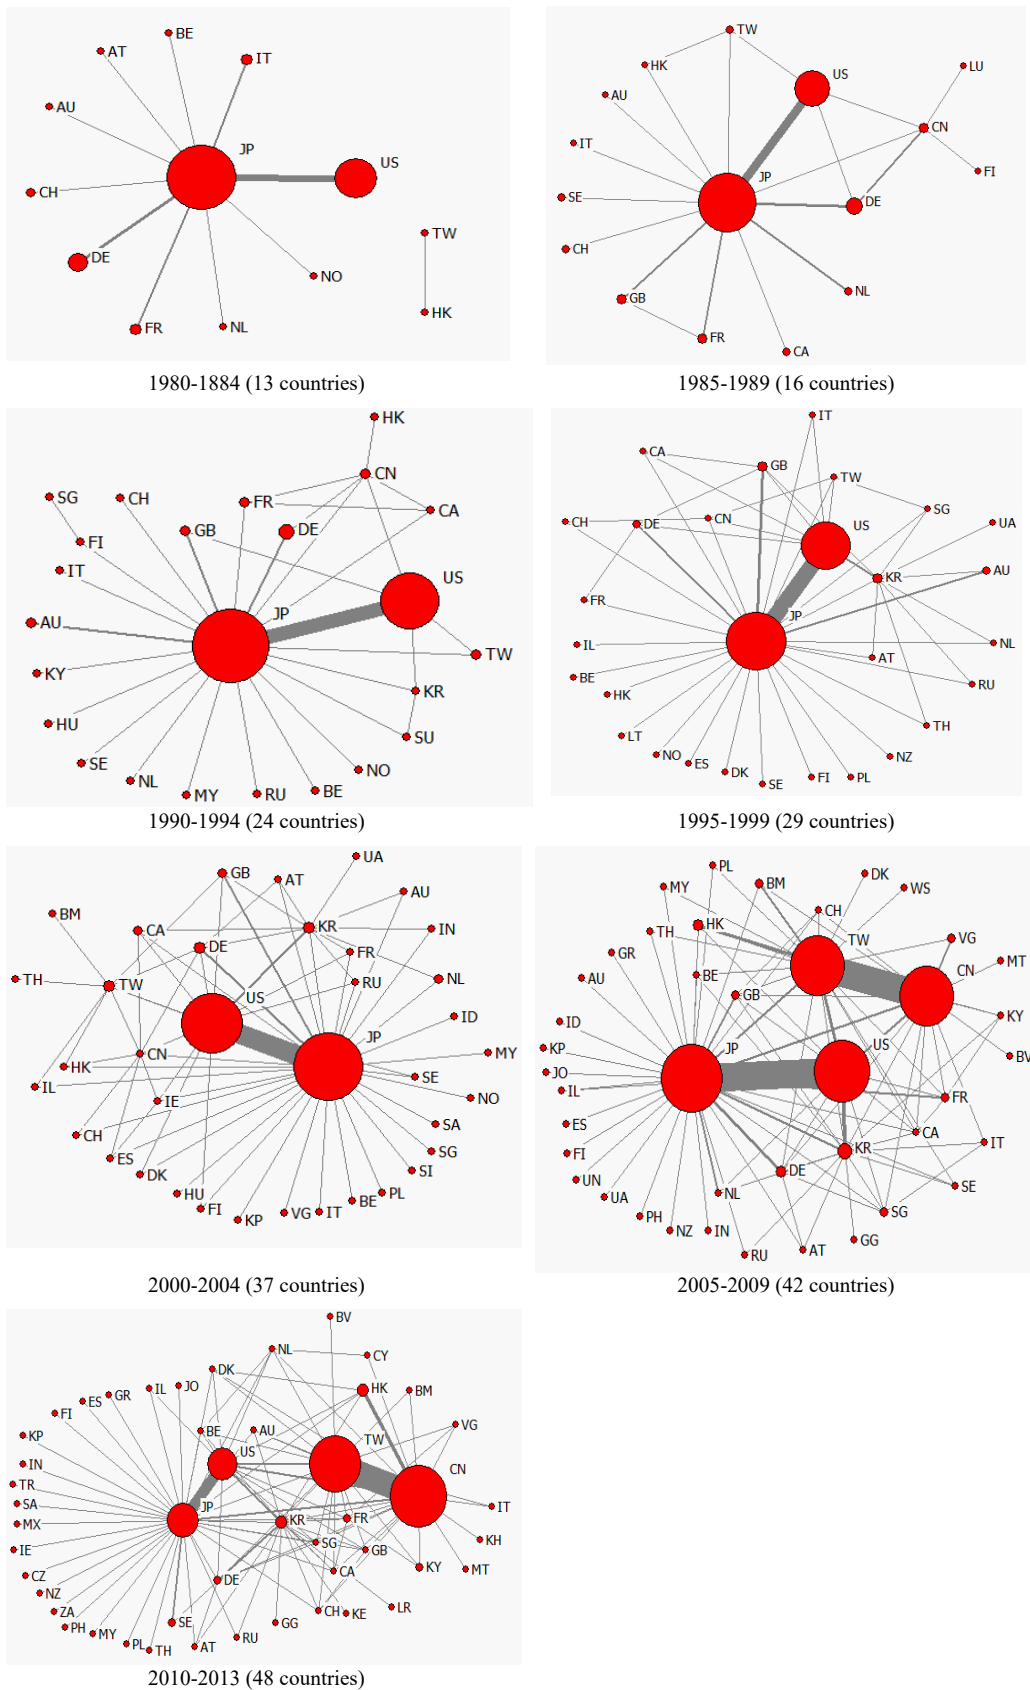 BE
AT
IT
AU
JP
US
CH
TW
DE
NO
HK
FR
NL
1980-1884 (13 countries)
TW
HK
US
LU
AU
CN
IT
FI
JP
SE
DE
CH
GB
NL
FR
CA
1985-1989 (16 countries)
HK
CN
SG
CH
FR
CA
GB
DE
FI
IT
US
JP
AU
TW
KY
KR
HU
SU
SE
NO
NL
MY
RU
BE
1990-1994 (24 countries)
IT
CA
GB
TW
SG
CH
DE
CN
US
UA
KR
AU
FR
JP
IL
NL
AT
BE
RU
HK
LT
TH
NO
ES
DK
SE
FI
PL
NZ
1995-1999 (29 countries)
UA
GB
AT
AU
BM
CA
KR
IN
DE
FR
TH
TW
US
RU
NL
ID
JP
CN
MY
HK
SE
IL
IE
NO
CH
SA
ES
SG
DK
SI
HU
FI
KP
VG
IT
BE
PL
2000-2004 (37 countries)
PL
MY
BM
DK
WS
HK
CH
TH
TW
VG
GR
BE
CN
MT
AU
GB
KY
ID
JP
US
KP
BV
JO
IL
FR
ES
CA
FI
KR
IT
UN
DE
SE
UA
NL
PH
SG
NZ
IN
GG
RU
AT
2005-2009 (42 countries)
BV
NL
CY
DK
HK
BM
IL
JO
GR
ES
FI
BE
AU
VG
KP
US
TW
IN
CN
TR
SA
JP
IT
MX
KR
FR
IE
SG
GB
KH
CZ
DE
CA
KY
MT
NZ
ZA
SE
CH
KE
LR
PH
MY
GG
PL
TH
AT
RU
2010-2013 (48 countries)